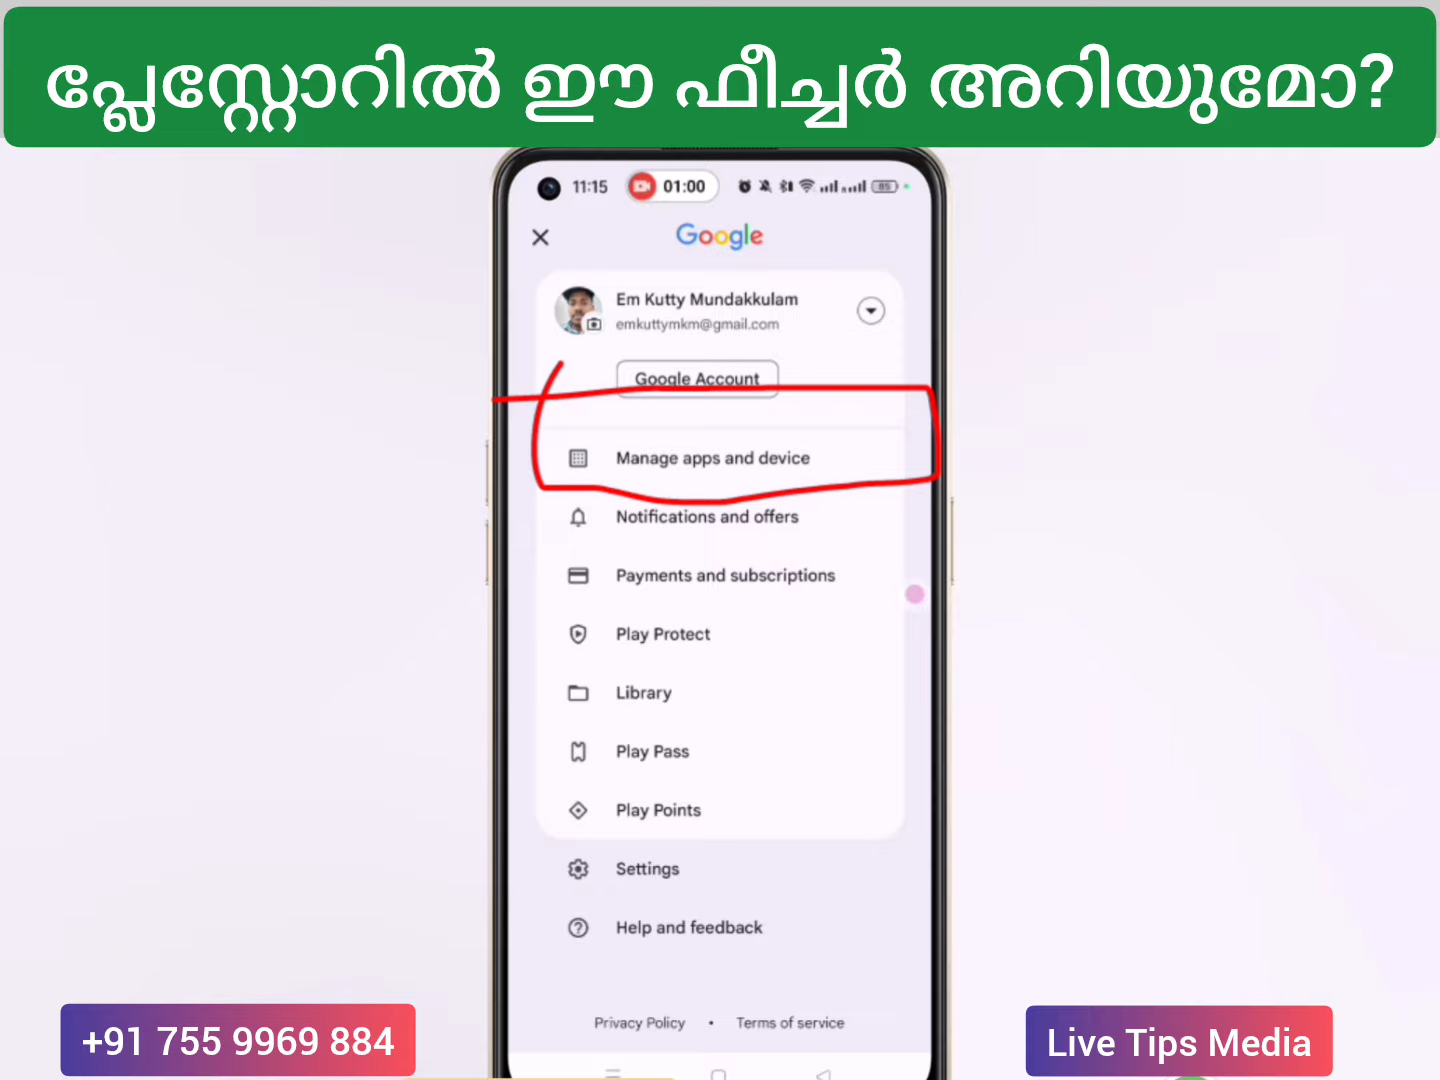 പ്ലേസ്റ്റോറിൽ ഈ ഫീച്ചർ അറിയുമോ?
11:15 01:00 85
Google
Em Kutty Mundakkulam
emkuttymkm@gmail.com
Google Account
Manage apps and device
Notifications and offers
Payments and subscriptions
Play Protect
Library
Play Pass
Play Points
Settings
Help and feedback
Privacy Policy • Terms of service
+91 755 9969 884
Live Tips Media